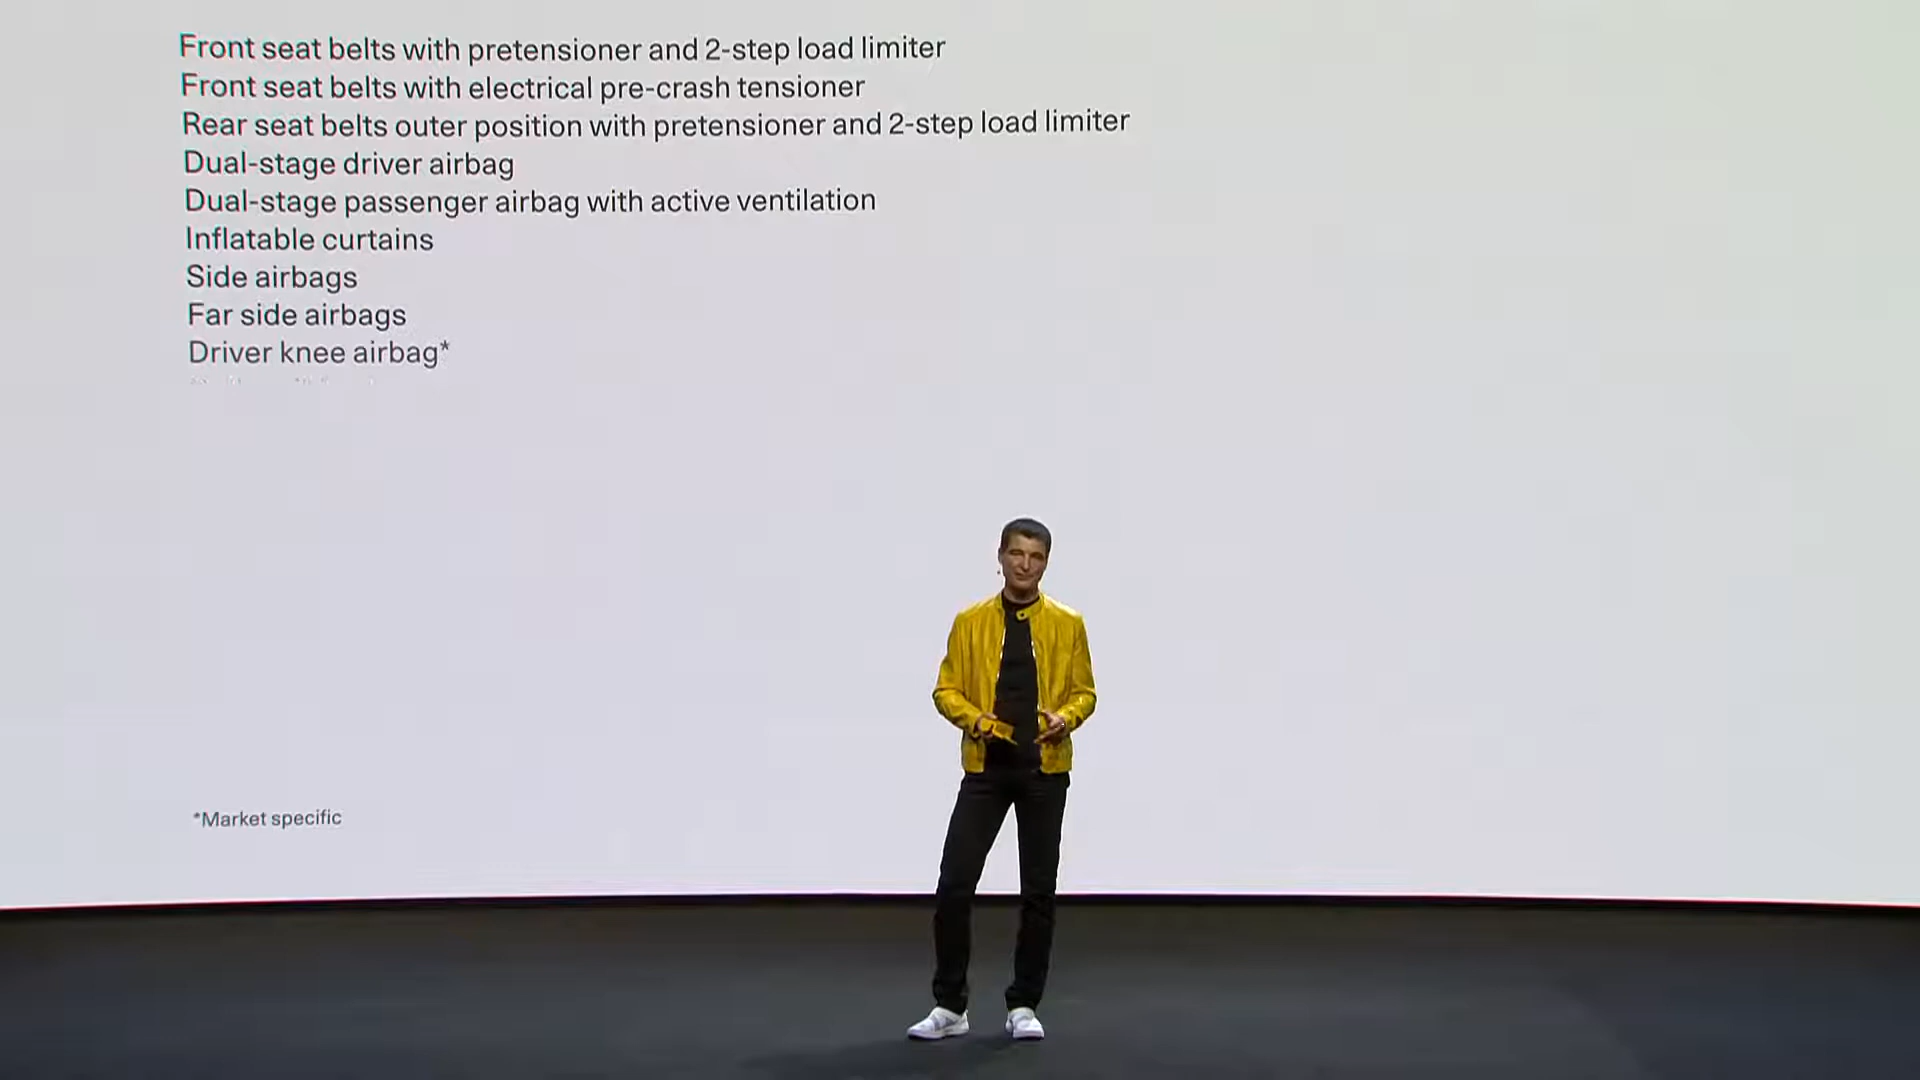 Front seat belts with pretensioner and 2-step load limiter
Front seat belts with electrical pre-crash tensioner
Rear seat belts outer position with pretensioner and 2-step load limiter
Dual-stage driver airbag
Dual-stage passenger airbag with active ventilation
Inflatable curtains
Side airbags
Far side airbags
Driver knee airbag*
*Market specific